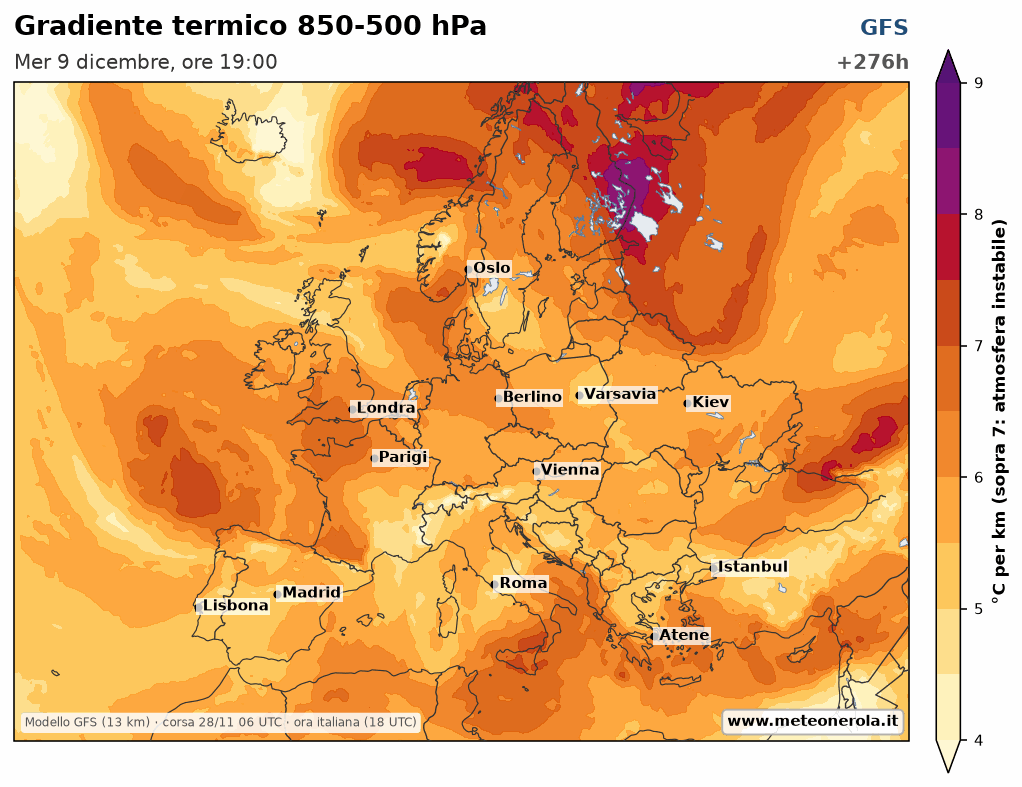 Gradiente termico 850-500 hPa
GFS
Mer 9 dicembre, ore 19:00
+276h
9
8
7
6
5
4
°C per km (sopra 7: atmosfera instabile)
Oslo
Berlino
Varsavia
Kiev
Londra
Parigi
Vienna
Istanbul
Roma
Madrid
Lisbona
Atene
Modello GFS (13 km) · corsa 28/11 06 UTC · ora italiana (18 UTC)
www.meteonerola.it